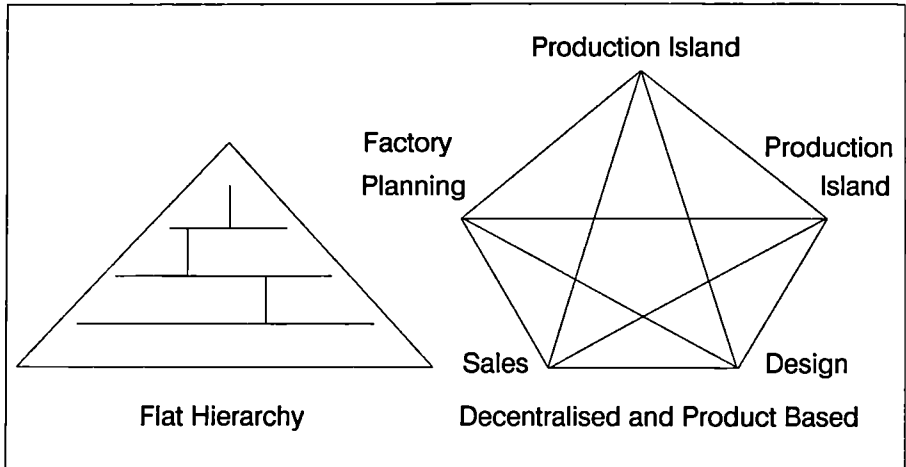 Production Island
Factory
Planning
Production
Island
Sales
Design
Flat Hierarchy
Decentralised and Product Based